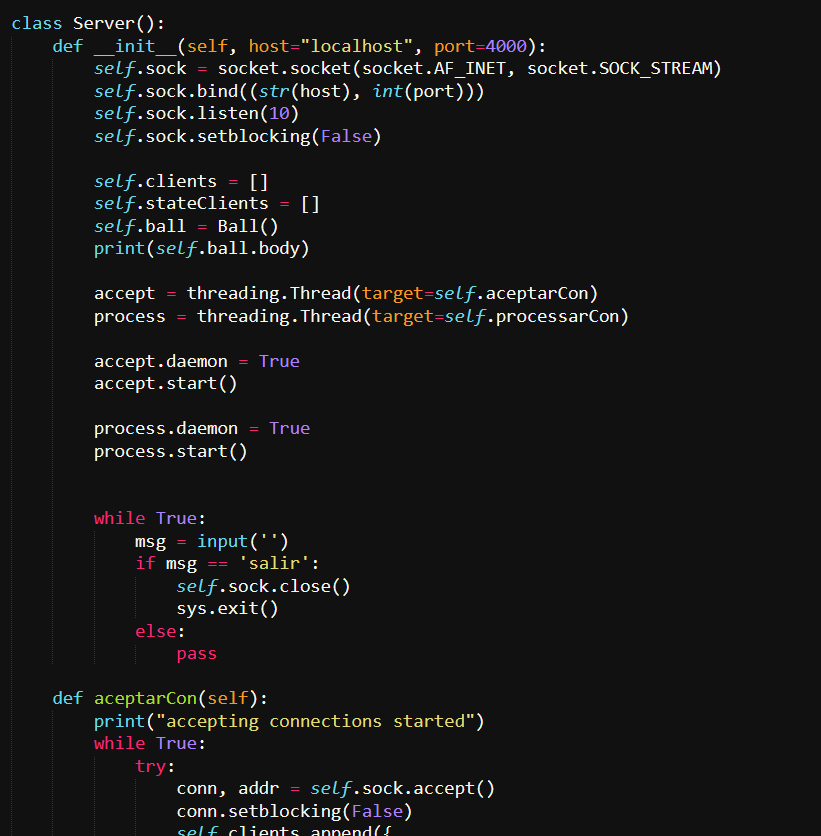 class Server():
    def __init__(self, host="localhost", port=4000):
        self.sock = socket.socket(socket.AF_INET, socket.SOCK_STREAM)
        self.sock.bind((str(host), int(port)))
        self.sock.listen(10)
        self.sock.setblocking(False)

        self.clients = []
        self.stateClients = []
        self.ball = Ball()
        print(self.ball.body)

        accept = threading.Thread(target=self.aceptarCon)
        process = threading.Thread(target=self.processarCon)

        accept.daemon = True
        accept.start()

        process.daemon = True
        process.start()


        while True:
            msg = input('')
            if msg == 'salir':
                self.sock.close()
                sys.exit()
            else:
                pass

    def aceptarCon(self):
        print("accepting connections started")
        while True:
            try:
                conn, addr = self.sock.accept()
                conn.setblocking(False)
                self.clients.append({